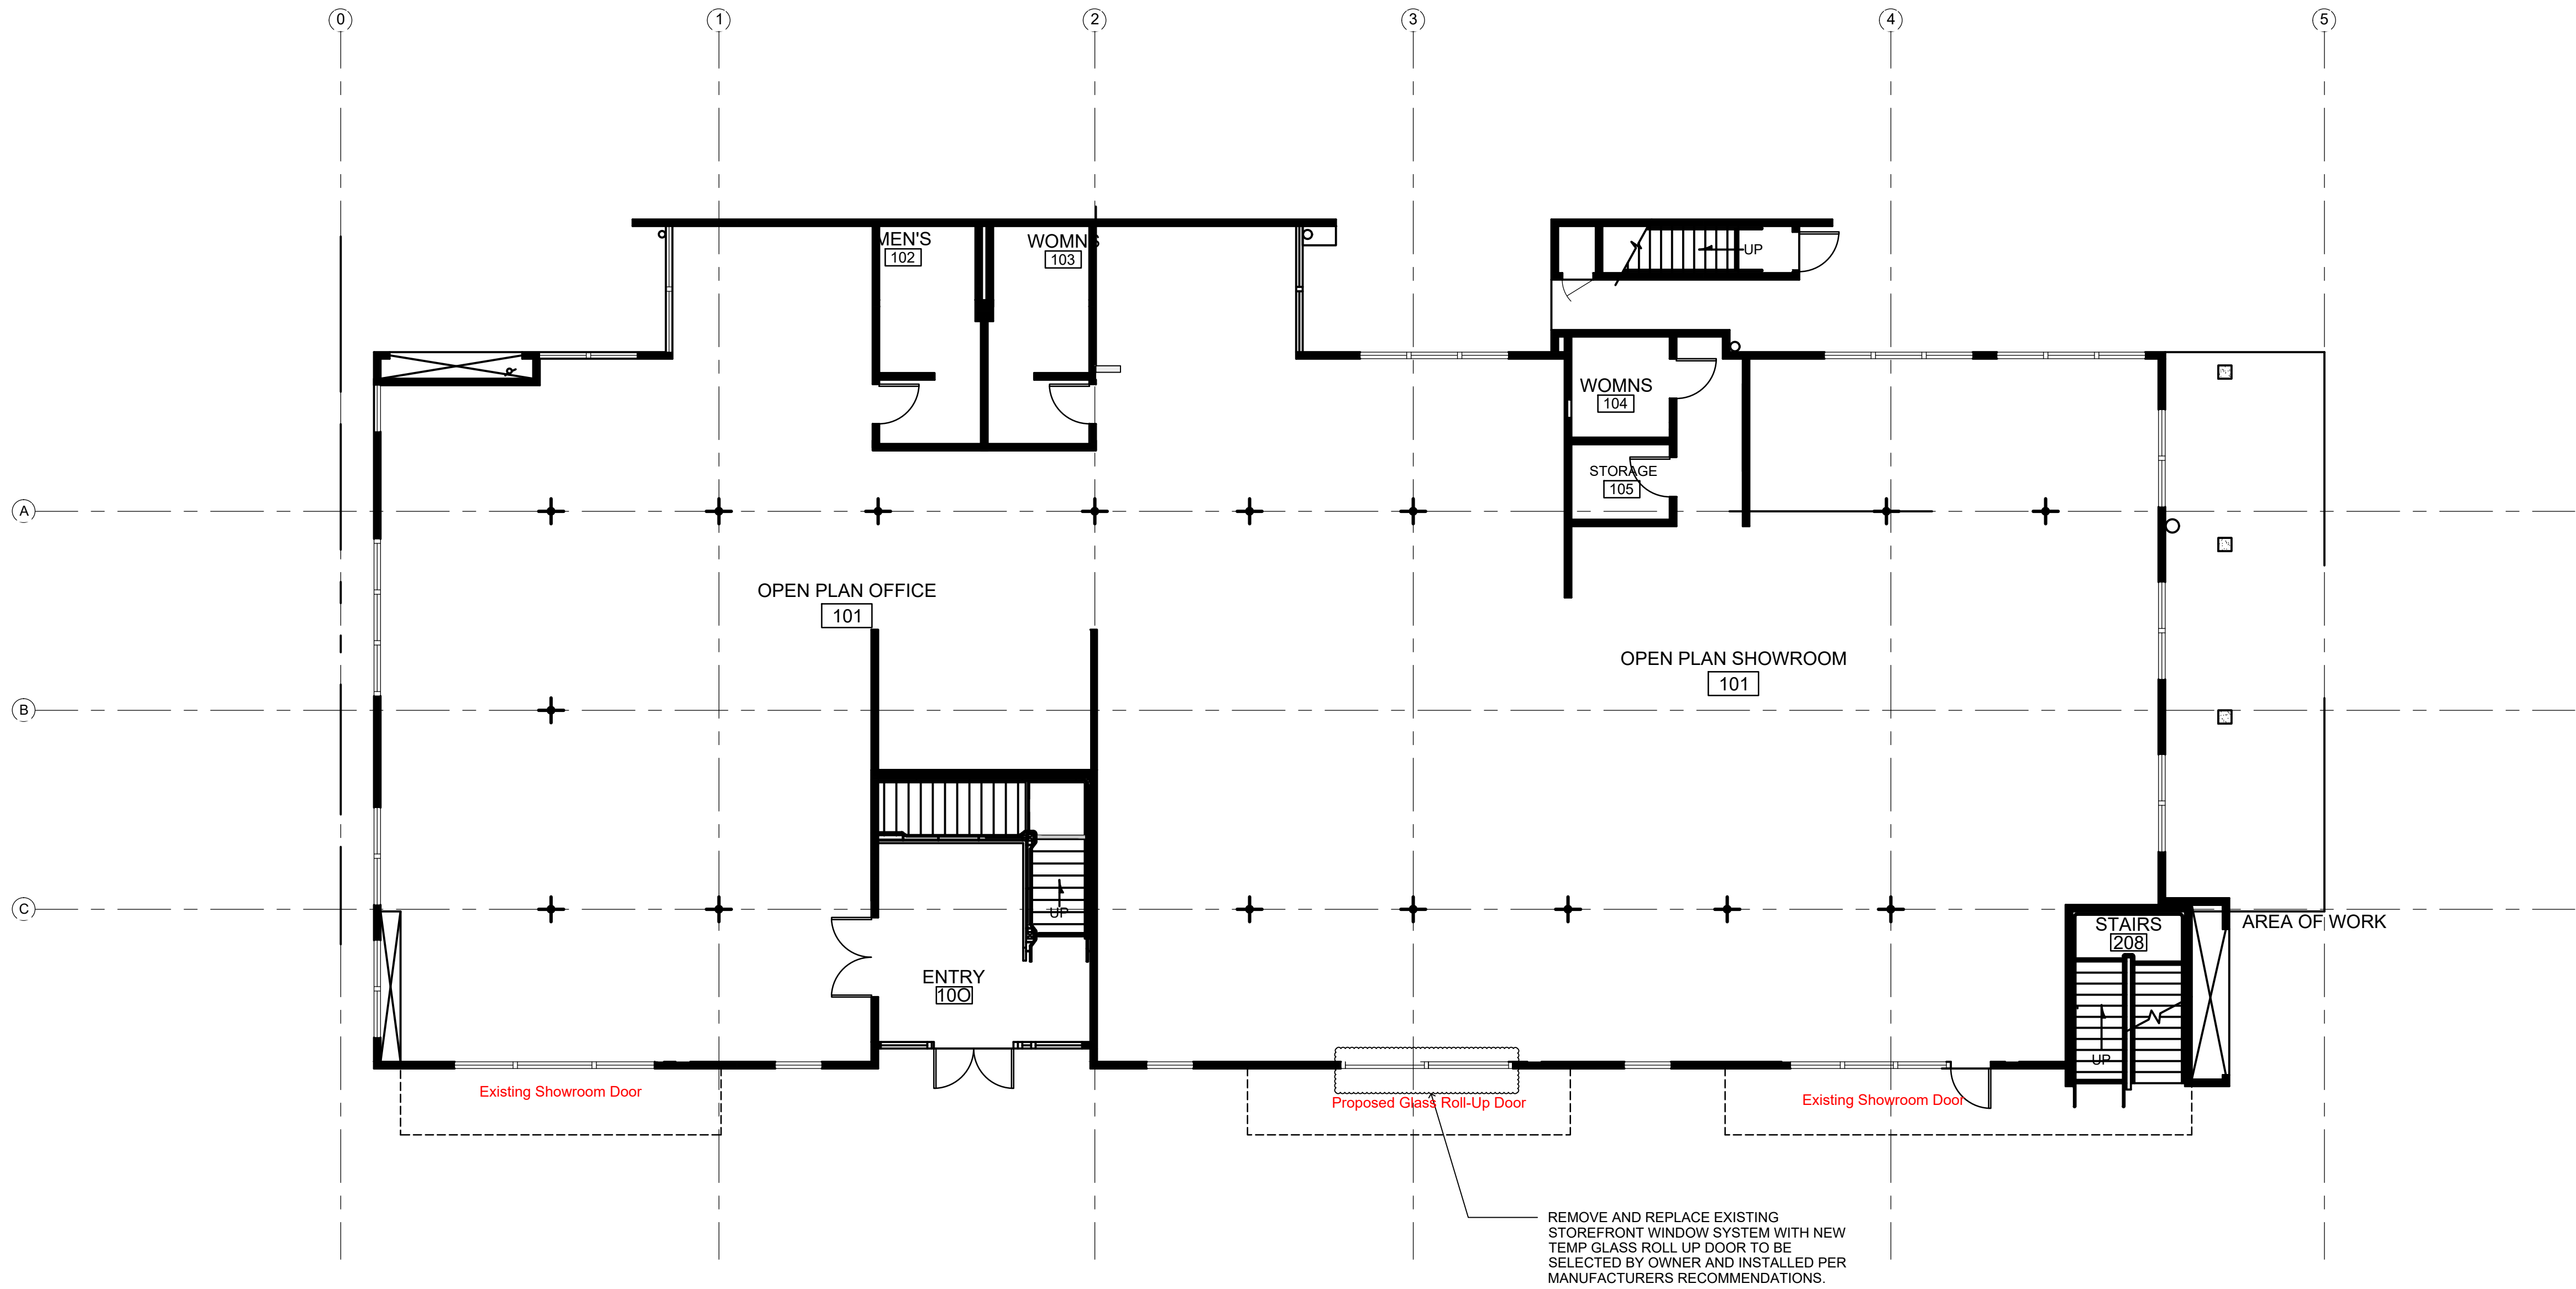 0
1
2
3
4
5
MEN'S
102
WOMNS
103
UP
WOMNS
104
STORAGE
105
A
OPEN PLAN OFFICE
101
OPEN PLAN SHOWROOM
101
B
C
UP
STAIRS
208
AREA OF WORK
ENTRY
10O
UP
Existing Showroom Door
Proposed Glass Roll-Up Door
Existing Showroom Door
REMOVE AND REPLACE EXISTING
STOREFRONT WINDOW SYSTEM WITH NEW
TEMP GLASS ROLL UP DOOR TO BE
SELECTED BY OWNER AND INSTALLED PER
MANUFACTURERS RECOMMENDATIONS.